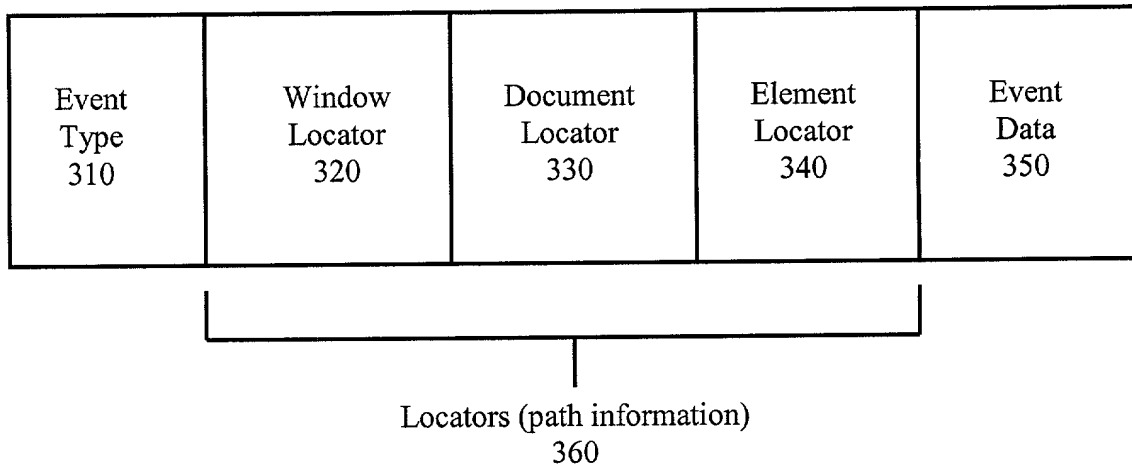 Event
Type
310
Window
Locator
320
Document
Locator
330
Element
Locator
340
Event
Data
350
Locators (path information)
360